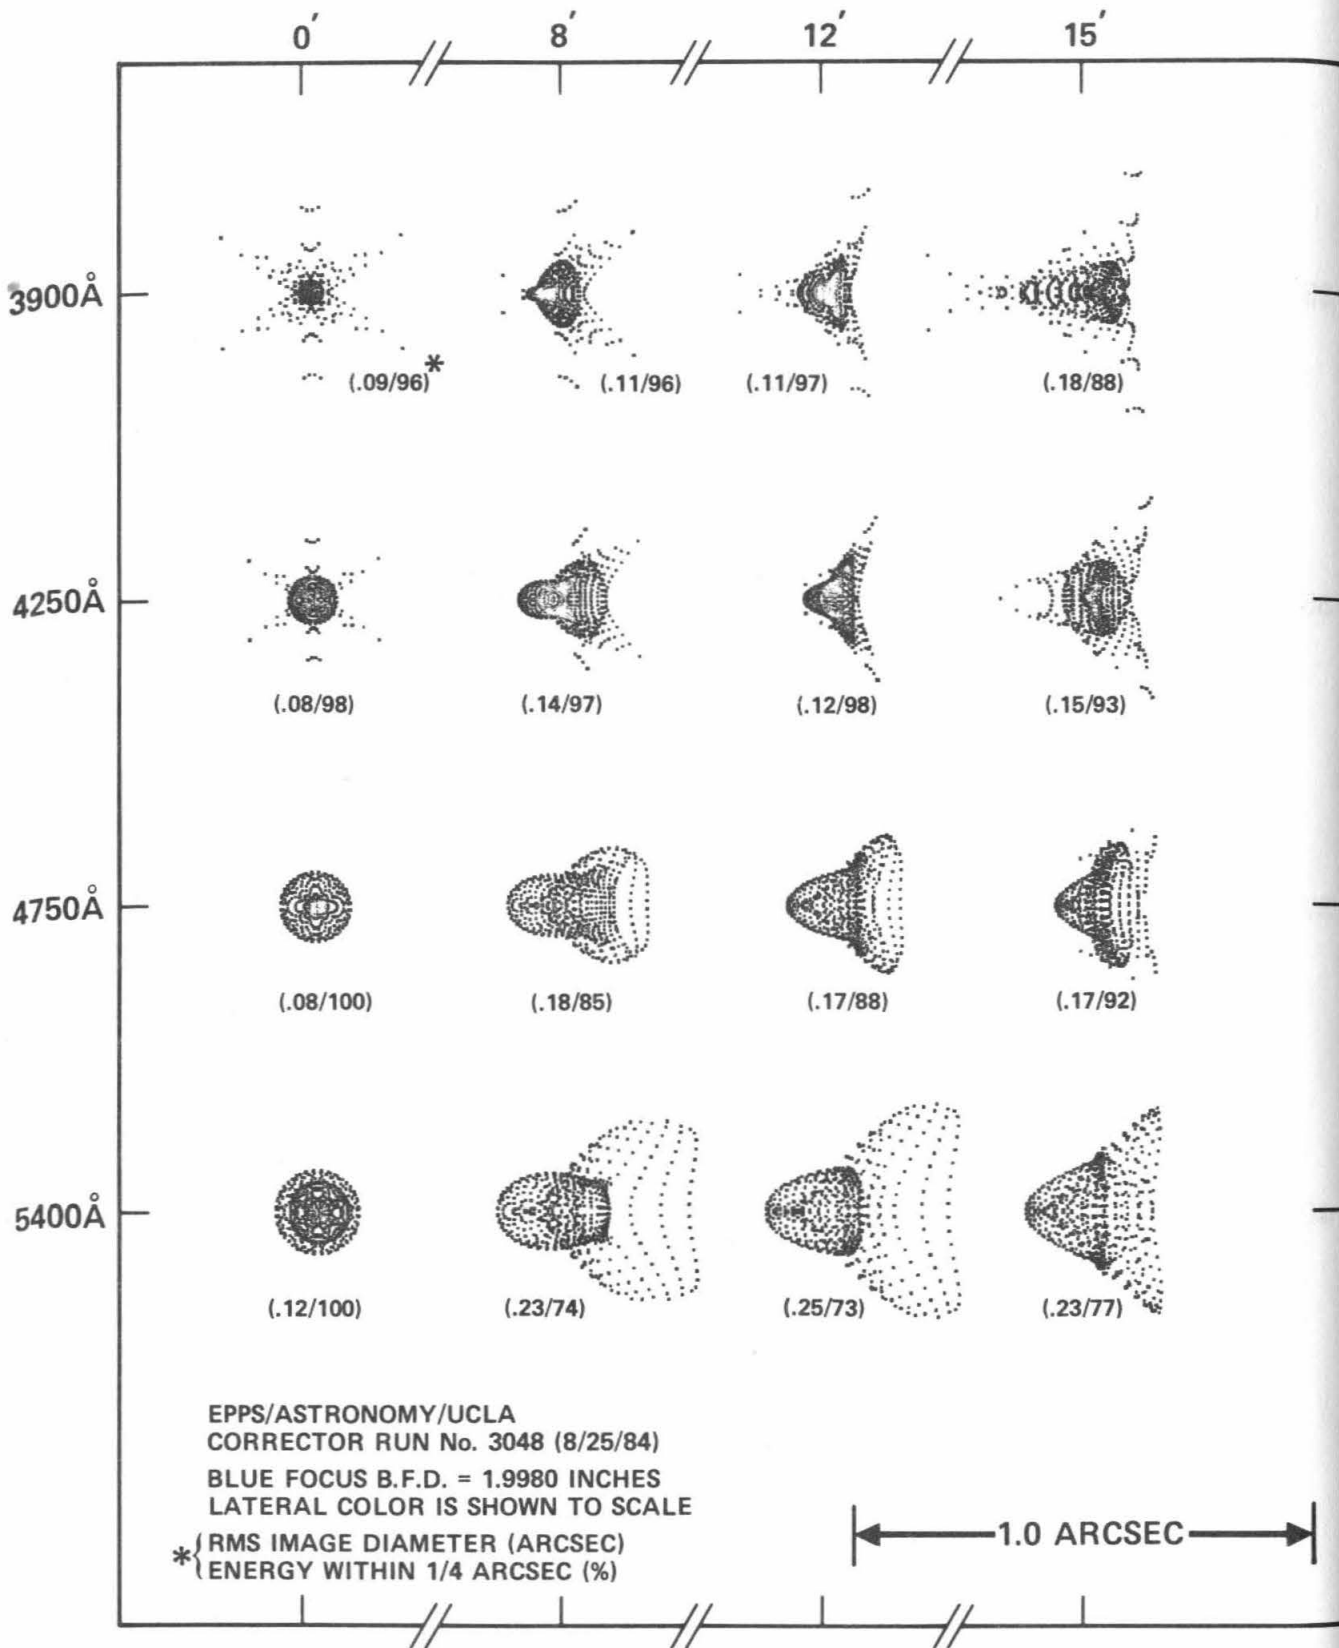 0′ 8′ 12′ 15′
3900Å
(.09/96)* (.11/96) (.11/97) (.18/88)
4250Å
(.08/98) (.14/97) (.12/98) (.15/93)
4750Å
(.08/100) (.18/85) (.17/88) (.17/92)
5400Å
(.12/100) (.23/74) (.25/73) (.23/77)
EPPS/ASTRONOMY/UCLA
CORRECTOR RUN No. 3048 (8/25/84)
BLUE FOCUS B.F.D. = 1.9980 INCHES
LATERAL COLOR IS SHOWN TO SCALE
1.0 ARCSEC
*{ RMS IMAGE DIAMETER (ARCSEC)
ENERGY WITHIN 1/4 ARCSEC (%)